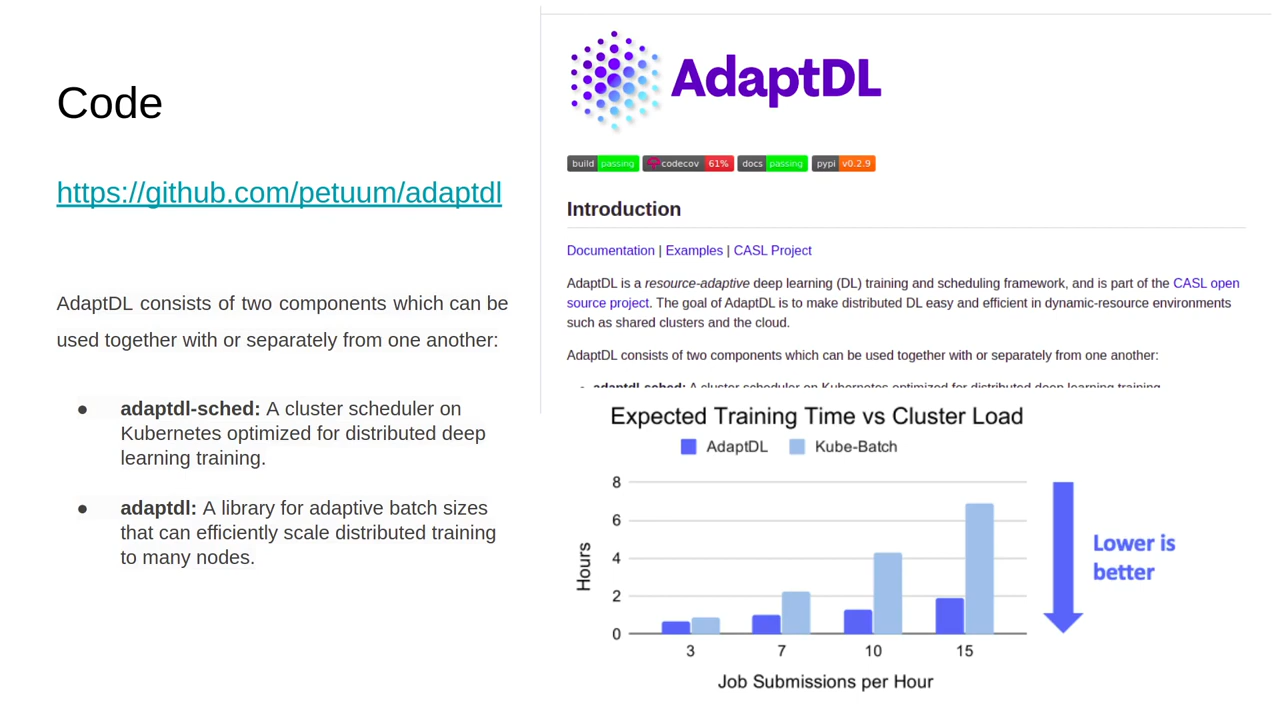 Code
https://github.com/petuum/adaptdl
AdaptDL consists of two components which can be
used together with or separately from one another:
● adaptdl-sched: A cluster scheduler on
Kubernetes optimized for distributed deep
learning training.
● adaptdl: A library for adaptive batch sizes
that can efficiently scale distributed training
to many nodes.
AdaptDL
build passing codecov 61% docs passing pypi v0.2.9
Introduction
Documentation | Examples | CASL Project
AdaptDL is a resource-adaptive deep learning (DL) training and scheduling framework, and is part of the CASL open
source project. The goal of AdaptDL is to make distributed DL easy and efficient in dynamic-resource environments
such as shared clusters and the cloud.
AdaptDL consists of two components which can be used together with or separately from one another:
adaptdl-sched: A cluster scheduler on Kubernetes optimized for distributed deep learning training
Expected Training Time vs Cluster Load
AdaptDL Kube-Batch
Hours
8
6
4
2
0
3 7 10 15
Job Submissions per Hour
Lower is
better